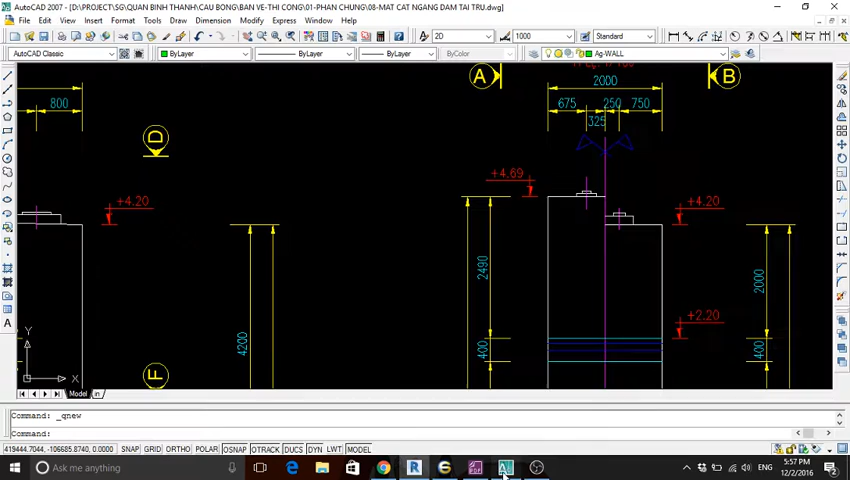 AutoCAD 2007 - [D:\PROJECT\SG\QUAN BINH THANH\CAU BONG\BAN VE-THI CONG\01-PHAN CHUNG\08-MAT CAT NGANG DAM TAI TRU.dwg]
File Edit View Insert Format Tools Draw Dimension Modify Express Window Help
2D 1000 Standard
AutoCAD Classic ByLayer ByLayer ByLayer ByColor Ag-WALL
A B
2000
800
675 250 750
325
D
+4.69
+4.20
+4.20
2490
2000
4200
+2.20
400
400
F
Y
X
Model in
Command: _qnew
Command:
419444.7044, -106685.8740, 0.0000 SNAP GRID ORTHO POLAR OSNAP OTRACK DUCS DYN LWT MODEL
Ask me anything
ENG
5:57 PM
12/2/2016